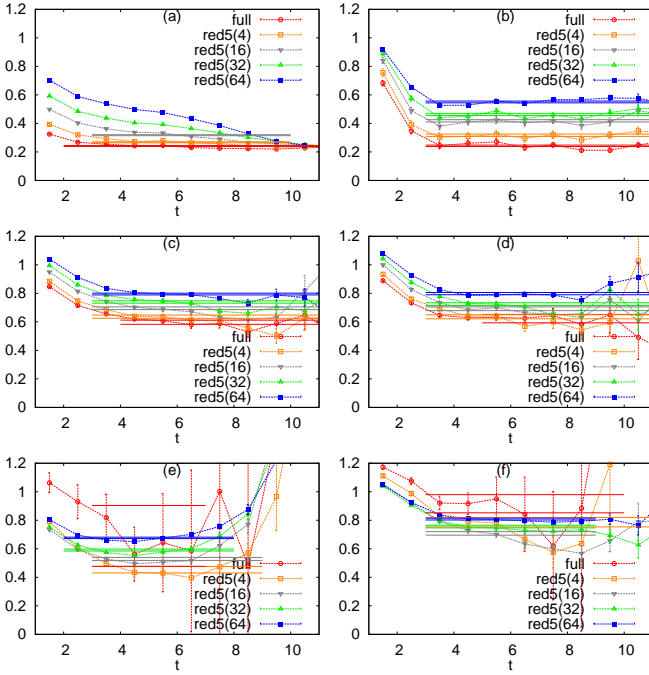 (a)
full
red5(4)
red5(16)
red5(32)
red5(64)
1.2
1
0.8
0.6
0.4
0.2
0
2 4 6 8 10
t
(b)
full
red5(4)
red5(16)
red5(32)
red5(64)
1.2
1
0.8
0.6
0.4
0.2
0
2 4 6 8 10
t
(c)
full
red5(4)
red5(16)
red5(32)
red5(64)
1.2
1
0.8
0.6
0.4
0.2
0
2 4 6 8 10
t
(d)
full
red5(4)
red5(16)
red5(32)
red5(64)
1.2
1
0.8
0.6
0.4
0.2
0
2 4 6 8 10
t
(e)
full
red5(4)
red5(16)
red5(32)
red5(64)
1.2
1
0.8
0.6
0.4
0.2
0
2 4 6 8 10
t
(f)
full
red5(4)
red5(16)
red5(32)
red5(64)
1.2
1
0.8
0.6
0.4
0.2
0
2 4 6 8 10
t